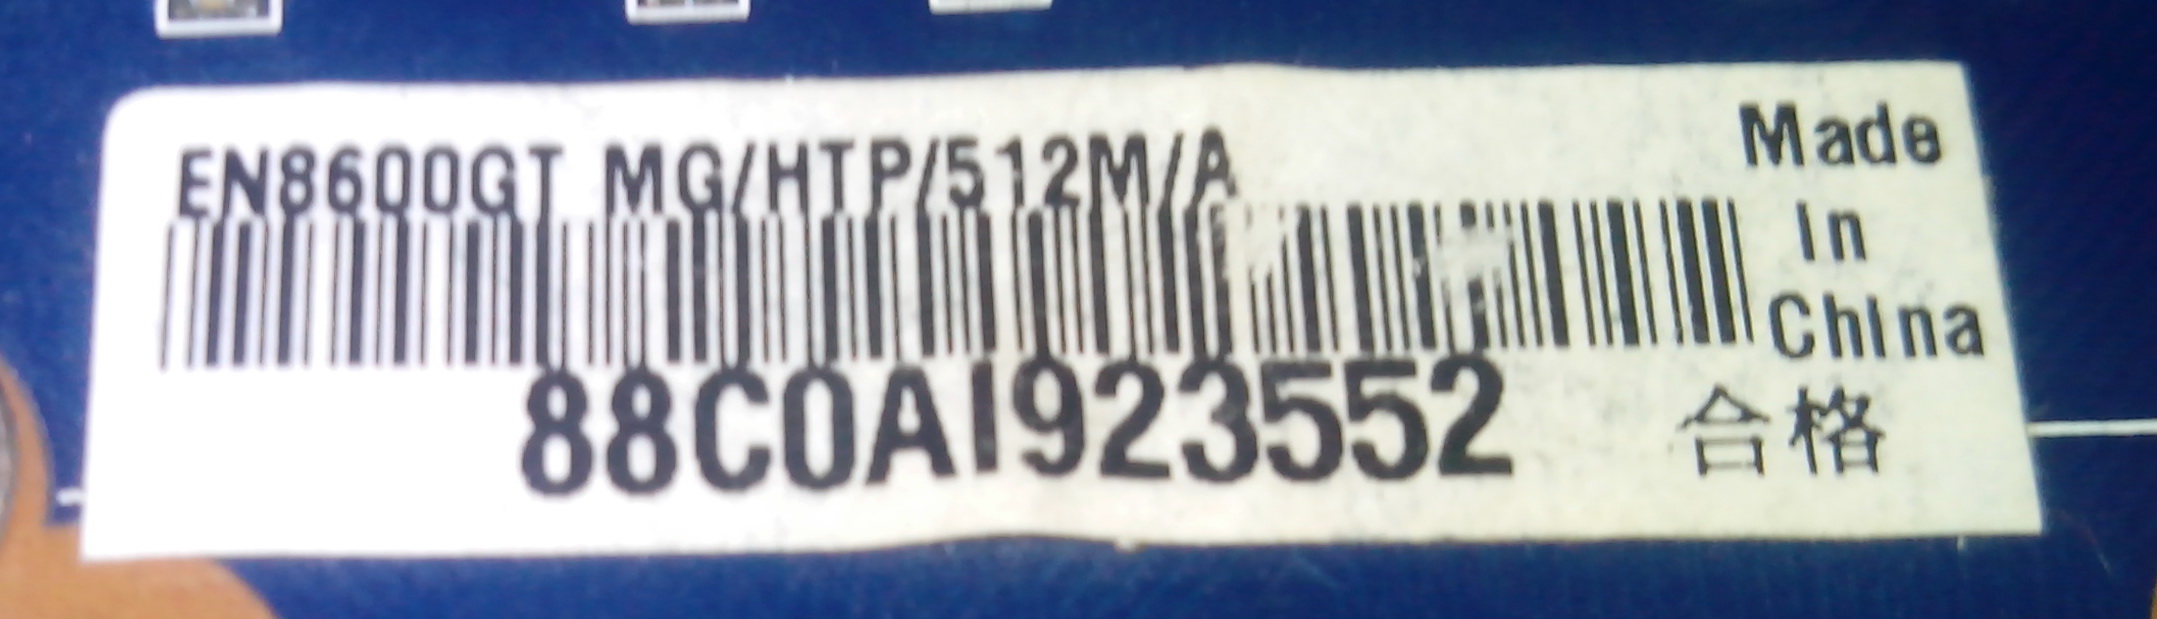 EN8600GT MG/HTP/512M/A
88C0AI923552
Made
in
China
合格